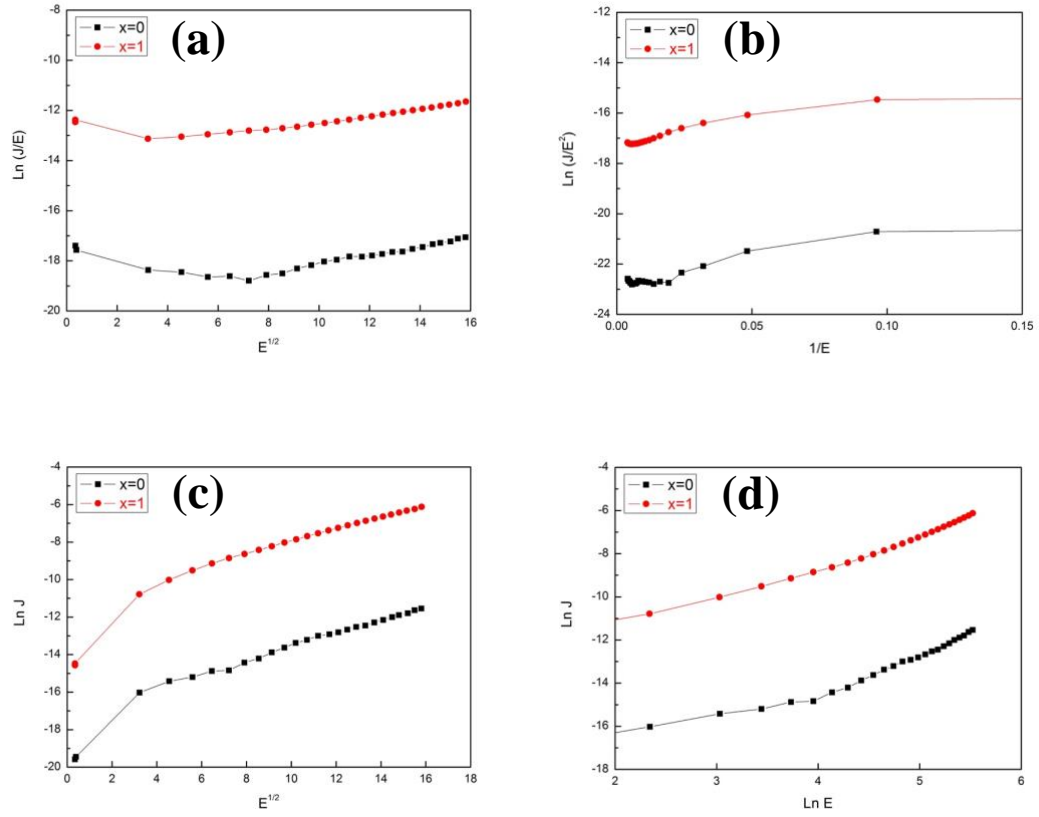 (a)
x=0
x=1
-8
-10
-12
-14
-16
-18
-20
Ln (J/E)
0 2 4 6 8 10 12 14 16
E^{1/2}
(b)
x=0
x=1
-12
-14
-16
-18
-20
-22
-24
Ln (J/E²)
0.00 0.05 0.10 0.15
1/E
(c)
x=0
x=1
-4
-6
-8
-10
-12
-14
-16
-18
-20
Ln J
0 2 4 6 8 10 12 14 16 18
E^{1/2}
(d)
x=0
x=1
-4
-6
-8
-10
-12
-14
-16
-18
Ln J
2 3 4 5 6
Ln E